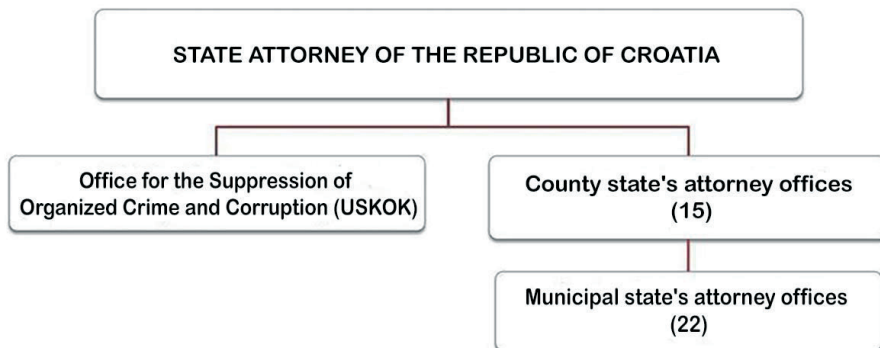 STATE ATTORNEY OF THE REPUBLIC OF CROATIA
Office for the Suppression of
Organized Crime and Corruption (USKOK)
County state's attorney offices
(15)
Municipal state's attorney offices
(22)